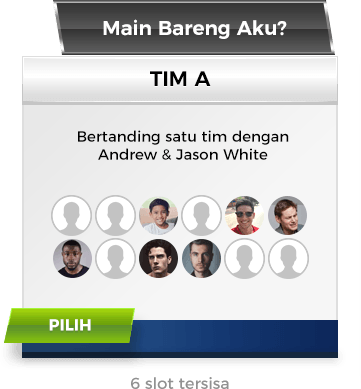 Main Bareng Aku?
TIM A
Bertanding satu tim dengan
Andrew & Jason White
PILIH
6 slot tersisa